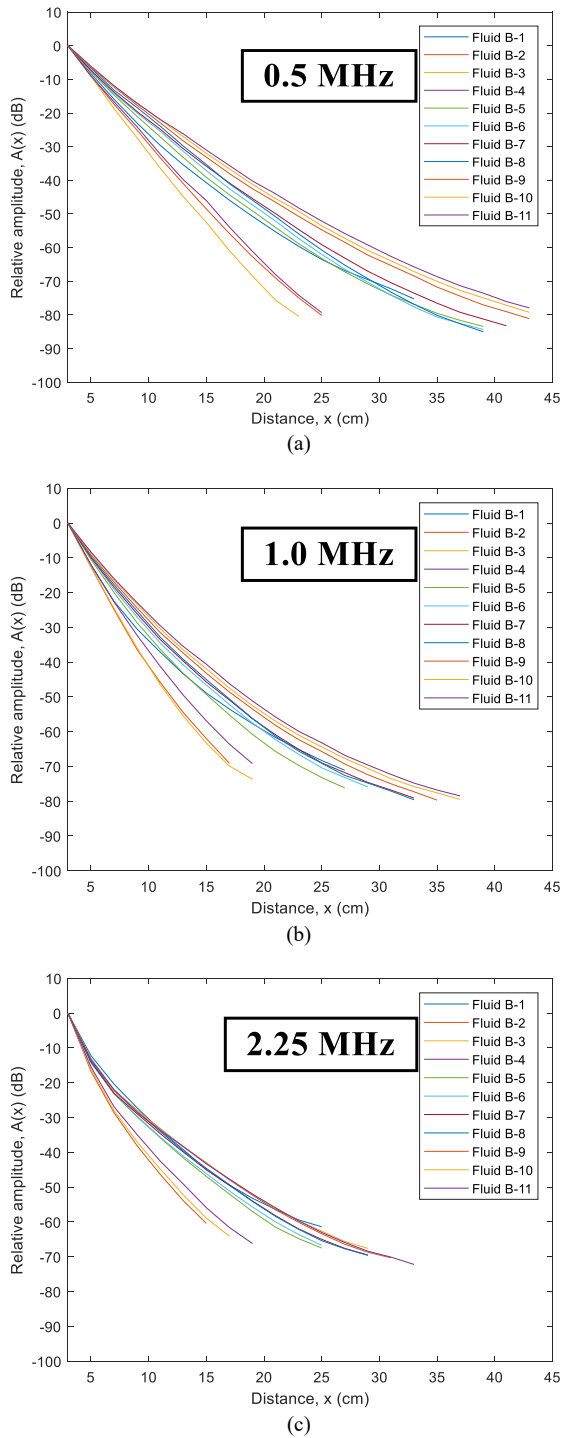 10
0
-10
-20
-30
-40
-50
-60
-70
-80
-90
-100
Relative amplitude, A(x) (dB)
0.5 MHz
Fluid B-1
Fluid B-2
Fluid B-3
Fluid B-4
Fluid B-5
Fluid B-6
Fluid B-7
Fluid B-8
Fluid B-9
Fluid B-10
Fluid B-11
5 10 15 20 25 30 35 40 45
Distance, x (cm)
(a)
10
0
-10
-20
-30
-40
-50
-60
-70
-80
-90
-100
Relative amplitude, A(x) (dB)
1.0 MHz
Fluid B-1
Fluid B-2
Fluid B-3
Fluid B-4
Fluid B-5
Fluid B-6
Fluid B-7
Fluid B-8
Fluid B-9
Fluid B-10
Fluid B-11
5 10 15 20 25 30 35 40 45
Distance, x (cm)
(b)
10
0
-10
-20
-30
-40
-50
-60
-70
-80
-90
-100
Relative amplitude, A(x) (dB)
2.25 MHz
Fluid B-1
Fluid B-2
Fluid B-3
Fluid B-4
Fluid B-5
Fluid B-6
Fluid B-7
Fluid B-8
Fluid B-9
Fluid B-10
Fluid B-11
5 10 15 20 25 30 35 40 45
Distance, x (cm)
(c)